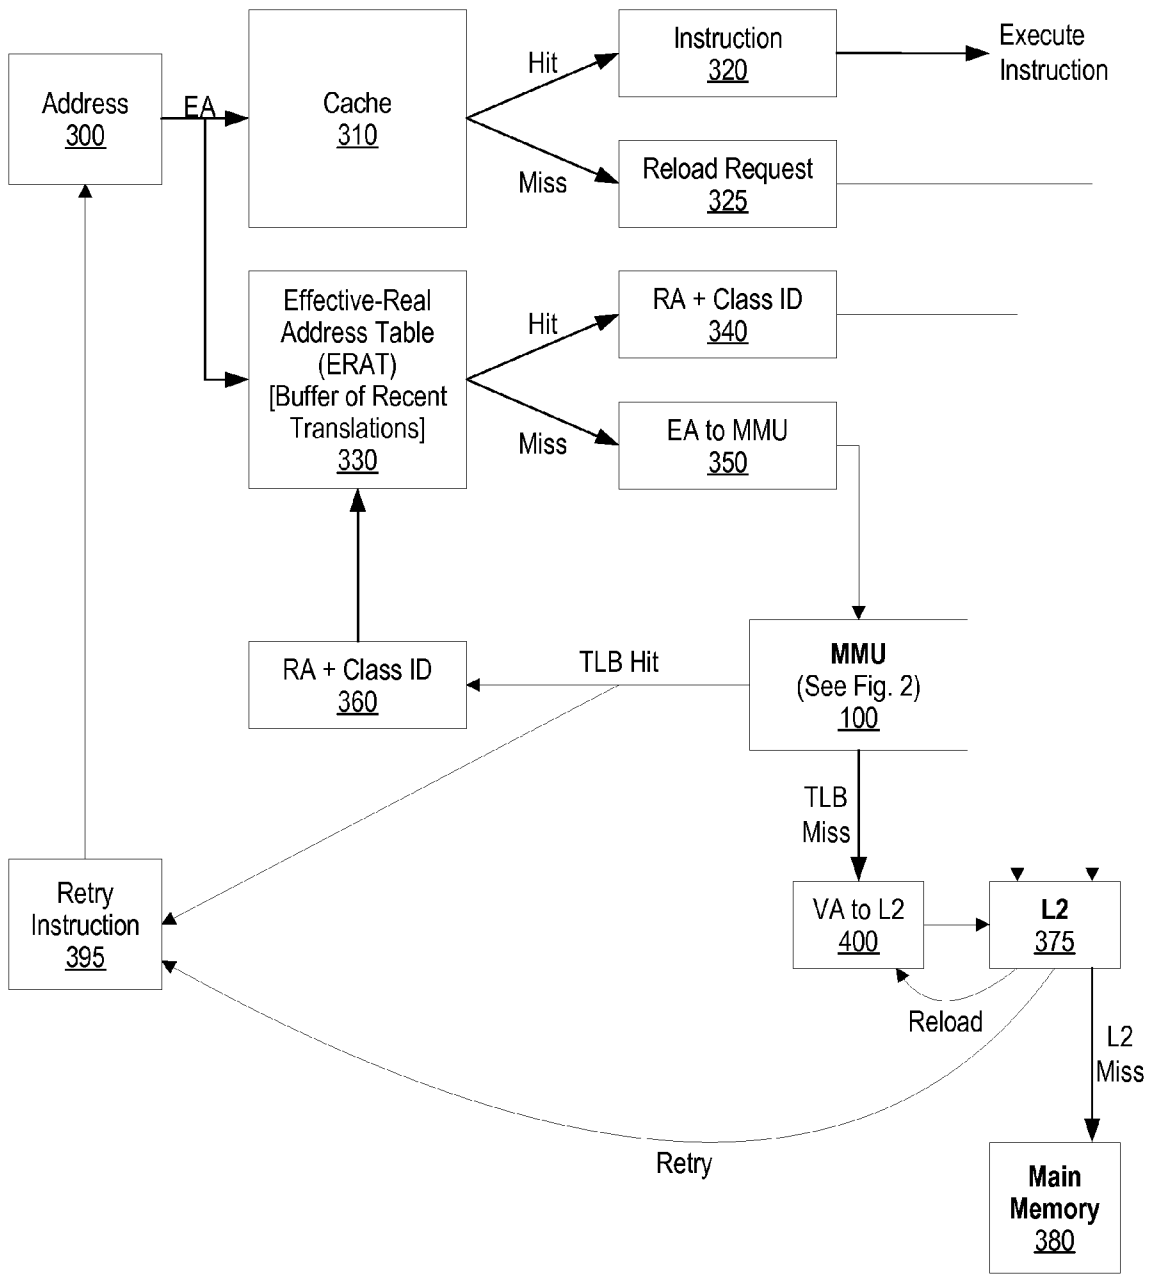 Address
300
EA
Cache
310
Hit
Miss
Instruction
320
Execute
Instruction
Reload Request
325
Effective-Real
Address Table
(ERAT)
[Buffer of Recent
Translations]
330
Hit
Miss
RA + Class ID
340
EA to MMU
350
RA + Class ID
360
TLB Hit
MMU
(See Fig. 2)
100
TLB
Miss
Retry
Instruction
395
VA to L2
400
L2
375
Reload
L2
Miss
Retry
Main
Memory
380